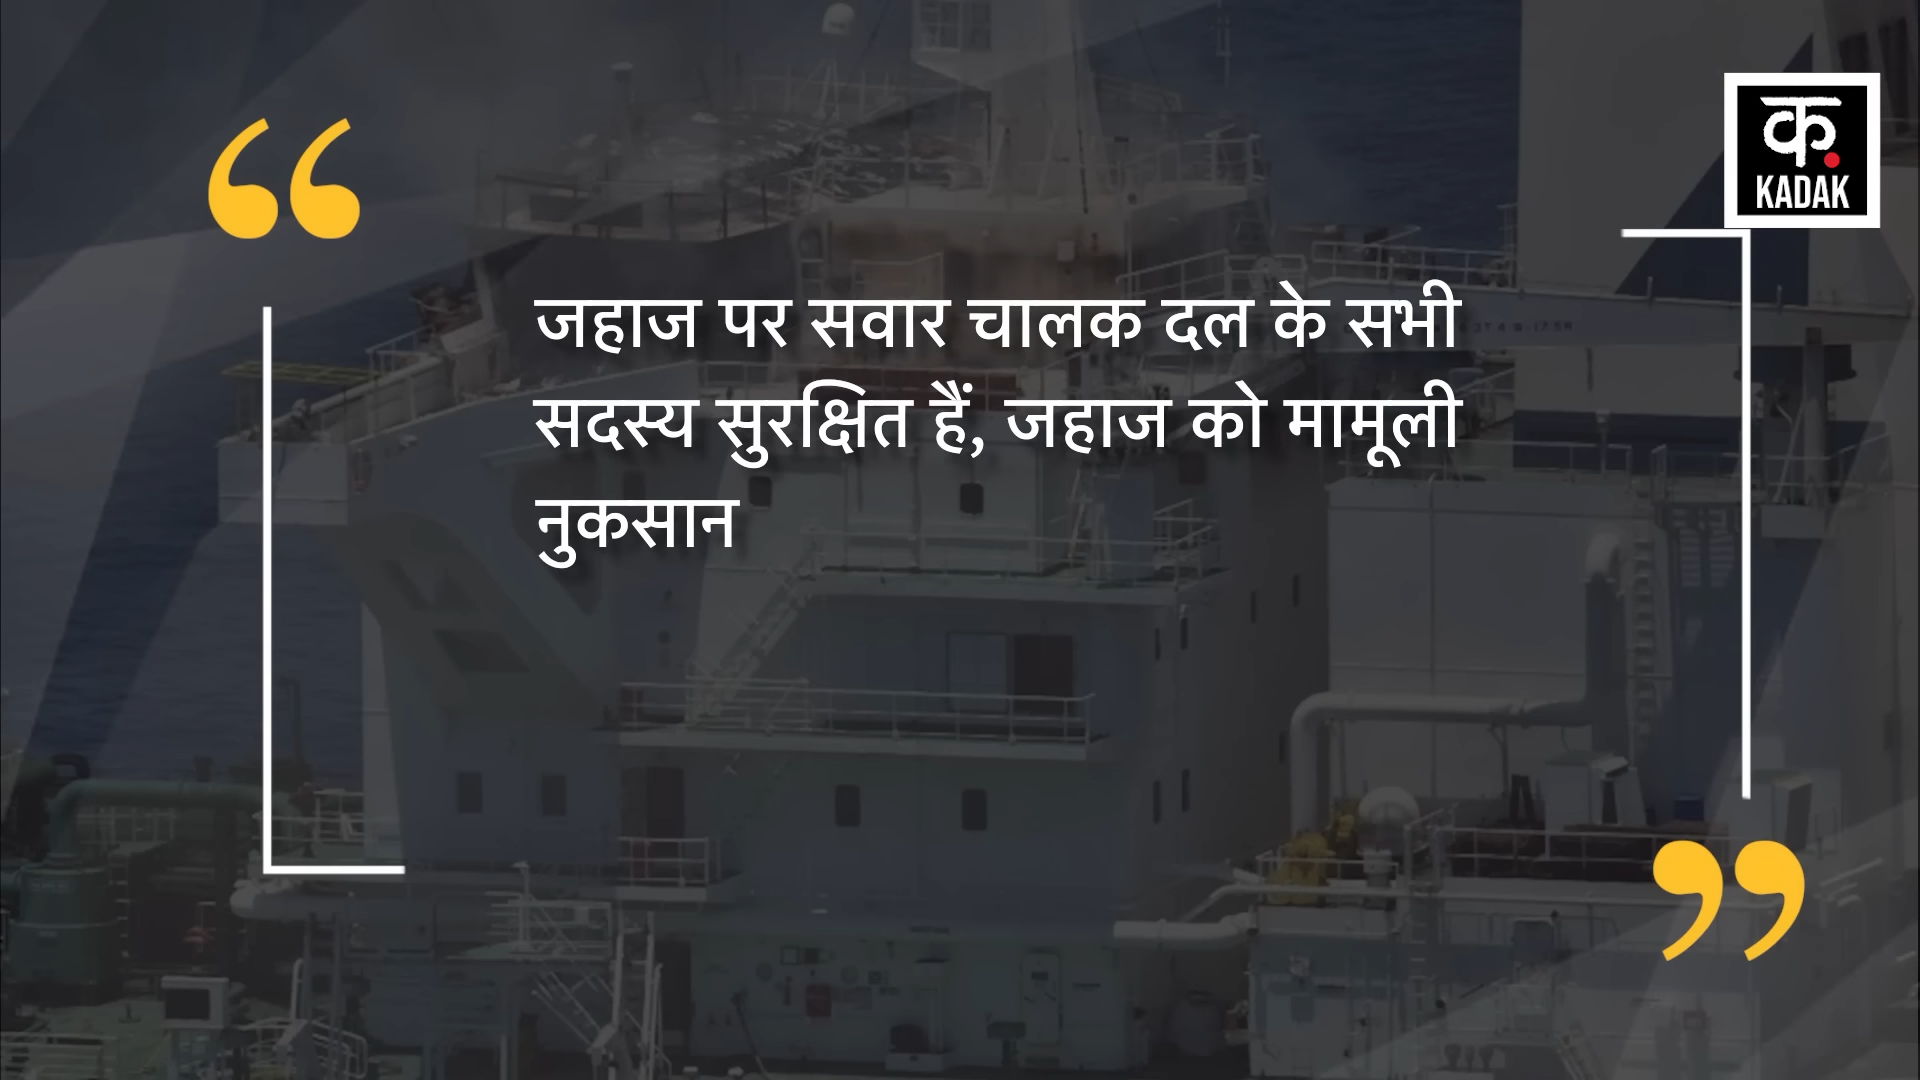 क
KADAK
जहाज पर सवार चालक दल के सभी
सदस्य सुरक्षित हैं, जहाज को मामूली
नुकसान